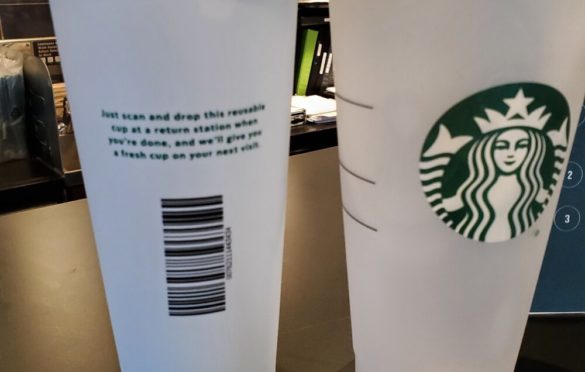 Just scan and drop this reusable
cup at a return station when
you're done, and we'll give you
a fresh cup on your next visit.
2
3